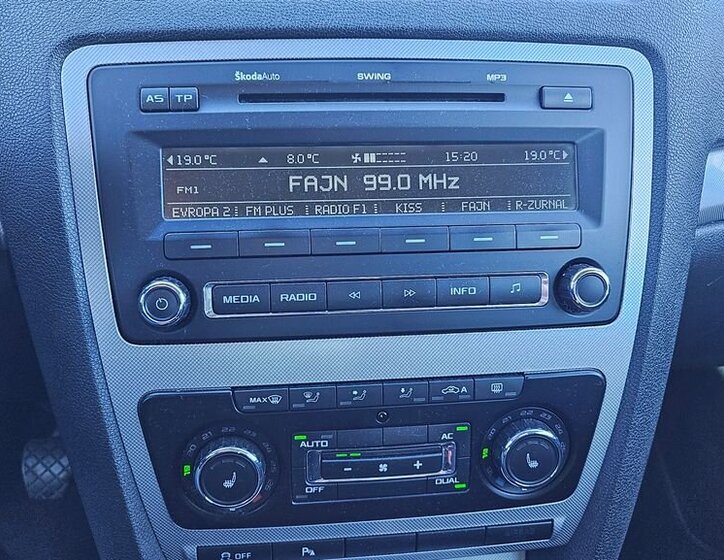 ŠkodaAuto SWING MP3
AS TP
19.0°C 8.0°C 15:20 19.0°C
FM1 FAJN 99.0 MHz
EVROPA 2 FM PLUS RADIO F1 KISS FAJN R-ZURNAL
MEDIA RADIO INFO
MAX A
AUTO AC
- +
OFF DUAL
OFF P